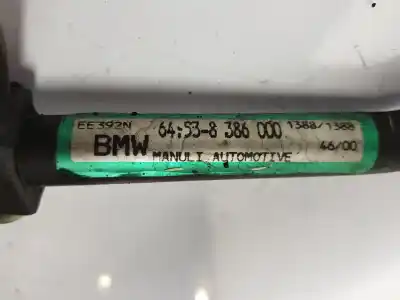 EE392N 64:53-8 386 000 1388/1388
BMW MANULI AUTOMOTIVE 46/00